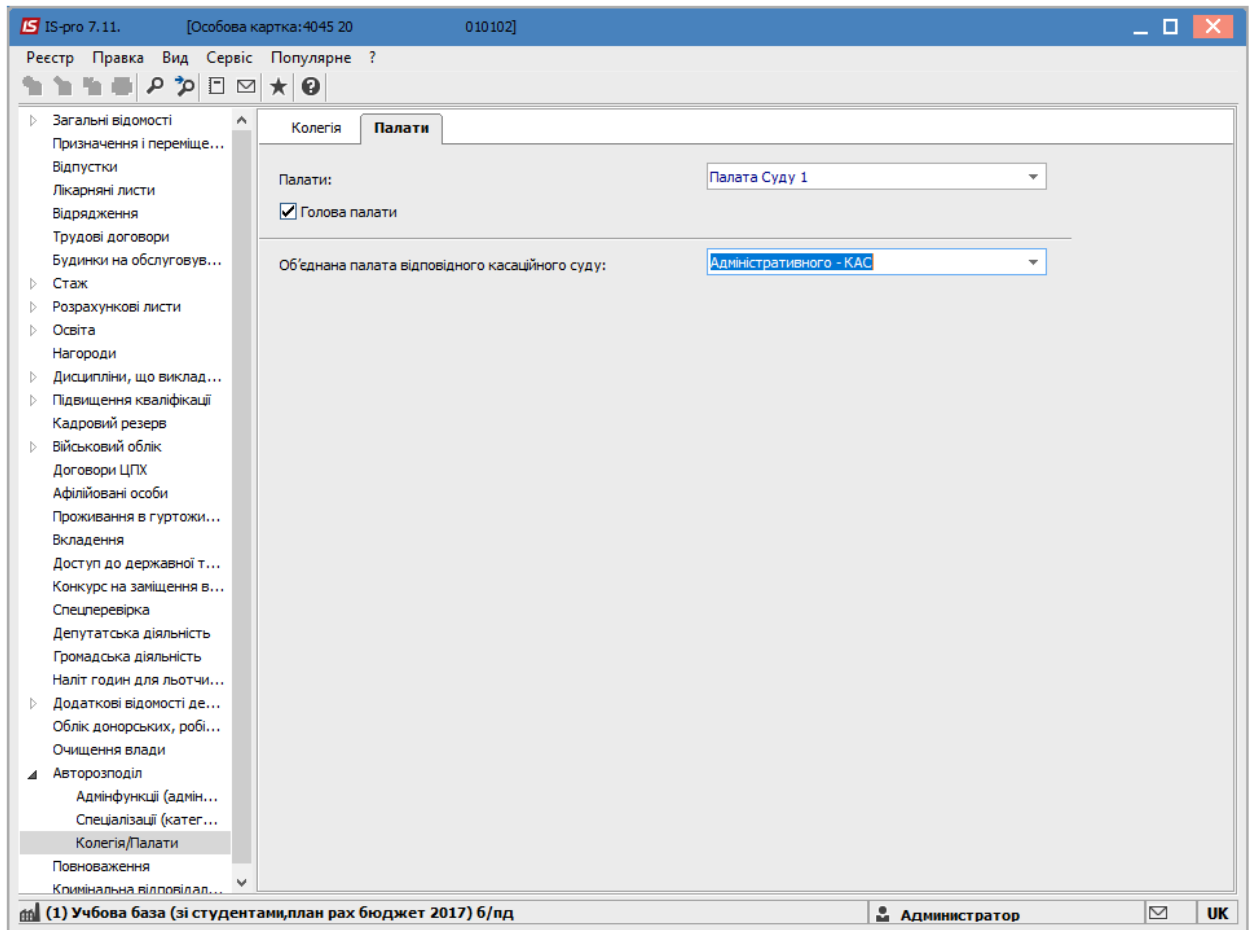 IS IS-pro 7.11. [Особова картка:4045 20 010102]
Реєстр Правка Вид Сервіс Популярне ?
Загальні відомості
Призначення і переміще...
Відпустки
Лікарняні листи
Відрядження
Трудові договори
Будинки на обслуговув...
Стаж
Розрахункові листи
Освіта
Нагороди
Дисципліни, що виклад...
Підвищення кваліфікації
Кадровий резерв
Військовий облік
Договори ЦПХ
Афілійовані особи
Проживання в гуртожи...
Вкладення
Доступ до державної т...
Конкурс на заміщення в...
Спецперевірка
Депутатська діяльність
Громадська діяльність
Наліт годин для льотчи...
Додаткові відомості де...
Облік донорських, робі...
Очищення влади
Авторозподіл
Адмінфункції (адмін...
Спеціалізації (катег...
Колегія/Палати
Повноваження
Кримінальна відповідал...
Колегія Палати
Палати: Палата Суду 1
Голова палати
Об'єднана палата відповідного касаційного суду: Адміністративного - КАС
(1) Учбова база (зі студентами,план рах бюджет 2017) б/пд Администратор UK